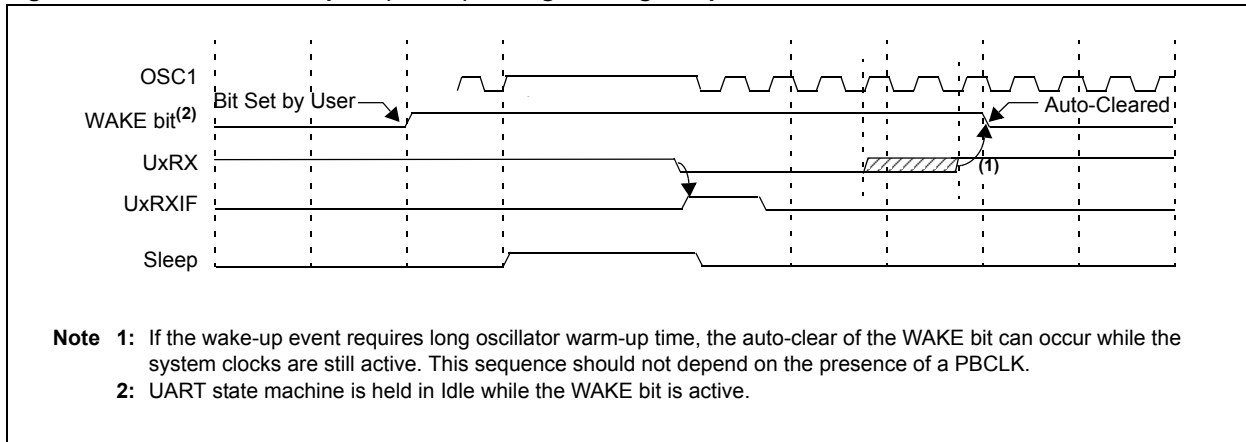 OSC1
Bit Set by User
Auto-Cleared
WAKE bit(2)
UxRX
(1)
UxRXIF
Sleep
Note 1: If the wake-up event requires long oscillator warm-up time, the auto-clear of the WAKE bit can occur while the
system clocks are still active. This sequence should not depend on the presence of a PBCLK.
2: UART state machine is held in Idle while the WAKE bit is active.